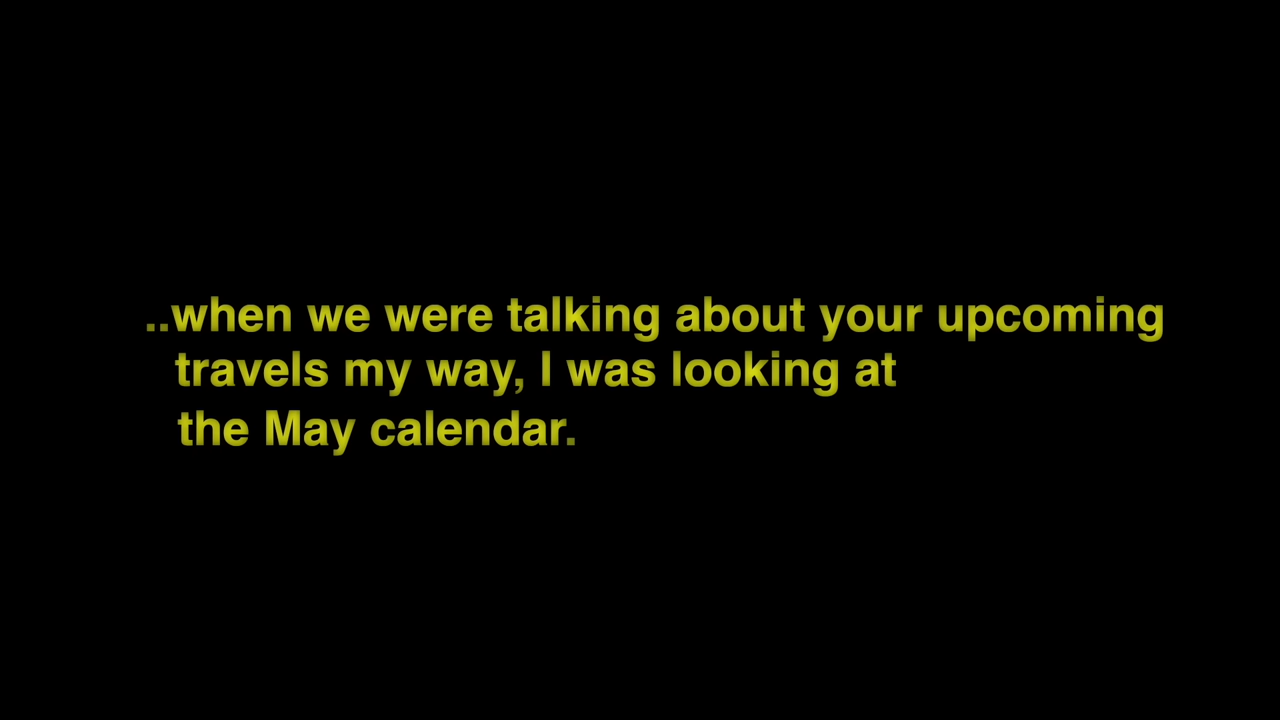 ..when we were talking about your upcoming
travels my way, I was looking at
the May calendar.